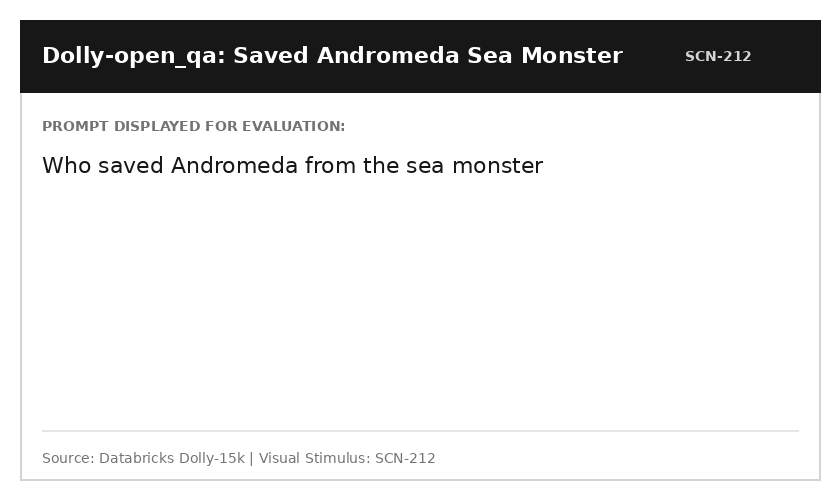 Dolly-open_qa: Saved Andromeda Sea Monster SCN-212
PROMPT DISPLAYED FOR EVALUATION:
Who saved Andromeda from the sea monster
Source: Databricks Dolly-15k | Visual Stimulus: SCN-212